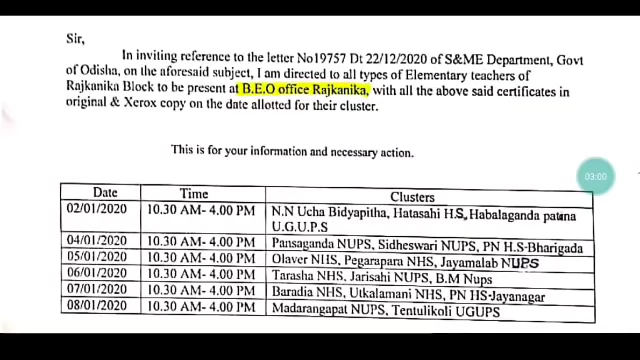 Sir,
In inviting reference to the letter No19757 Dt 22/12/2020 of S&ME Department, Govt
of Odisha, on the aforesaid subject, I am directed to all types of Elementary teachers of
Rajkanika Block to be present at B.E.O office Rajkanika, with all the above said certificates in
original & Xerox copy on the date allotted for their cluster.
This is for your information and necessary action.
03:00
Date Time Clusters
02/01/2020 10.30 AM- 4.00 PM N.N Ucha Bidyapitha, Hatasahi H.S, Habalaganda patana
U.G.U.P.S
04/01/2020 10.30 AM- 4.00 PM Pansaganda NUPS, Sidheswari NUPS, PN H.S-Bharigada
05/01/2020 10.30 AM- 4.00 PM Olaver NHS, Pegarapara NHS, Jayamalab NUPS
06/01/2020 10.30 AM- 4.00 PM Tarasha NHS, Jarisahi NUPS, B.M Nups
07/01/2020 10.30 AM- 4.00 PM Baradia NHS, Utkalamani NHS, PN HS-Jayanagar
08/01/2020 10.30 AM- 4.00 PM Madarangapat NUPS, Tentulikoli UGUPS